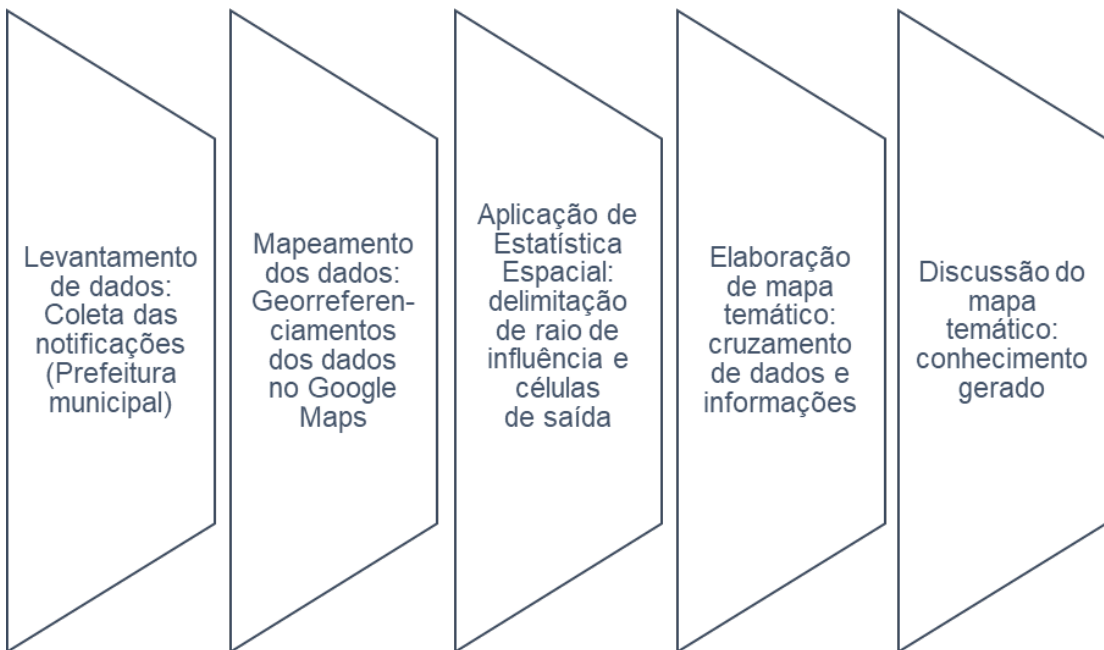 Levantamento
de dados:
Coleta das
notificações
(Prefeitura
municipal)
Mapeamento
dos dados:
Georreferen-
ciamentos
dos dados
no Google
Maps
Aplicação de
Estatística
Espacial:
delimitação
de raio de
influência e
células
de saída
Elaboração
de mapa
temático:
cruzamento
de dados e
informações
Discussão do
mapa
temático:
conhecimento
gerado